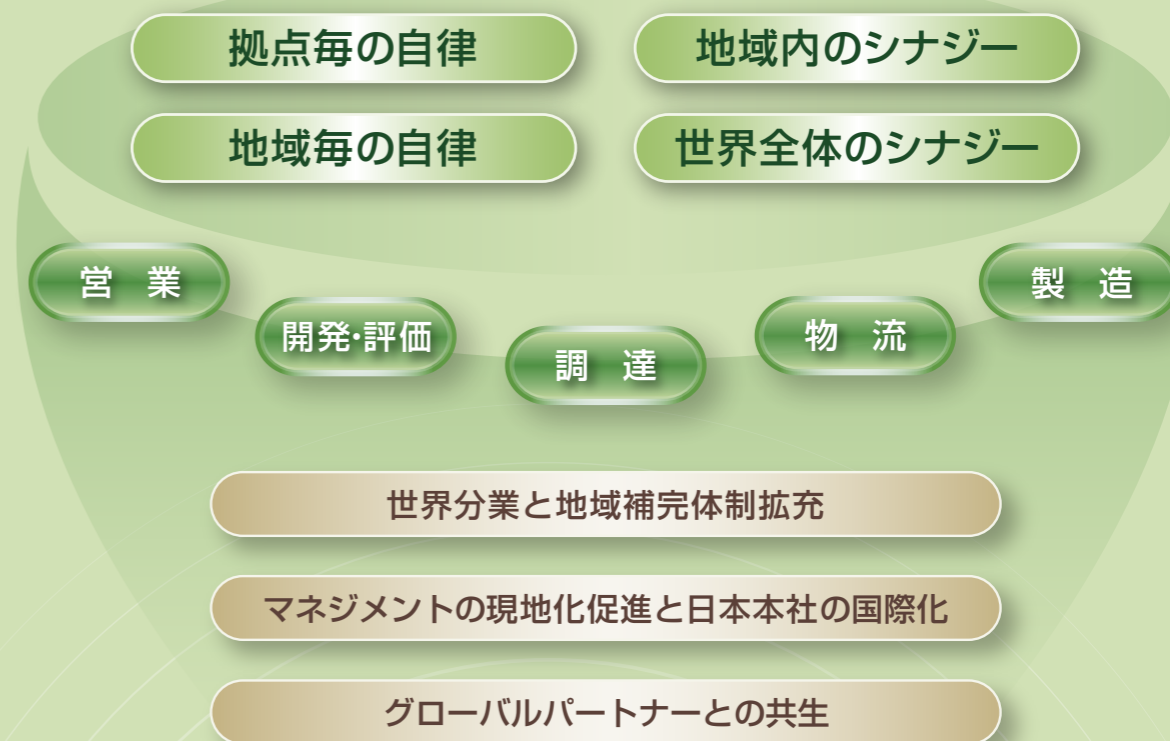 拠点毎の自律
地域内のシナジー
地域毎の自律
世界全体のシナジー
営　業
開発・評価
調　達
物　流
製　造
世界分業と地域補完体制拡充
マネジメントの現地化促進と日本本社の国際化
グローバルパートナーとの共生